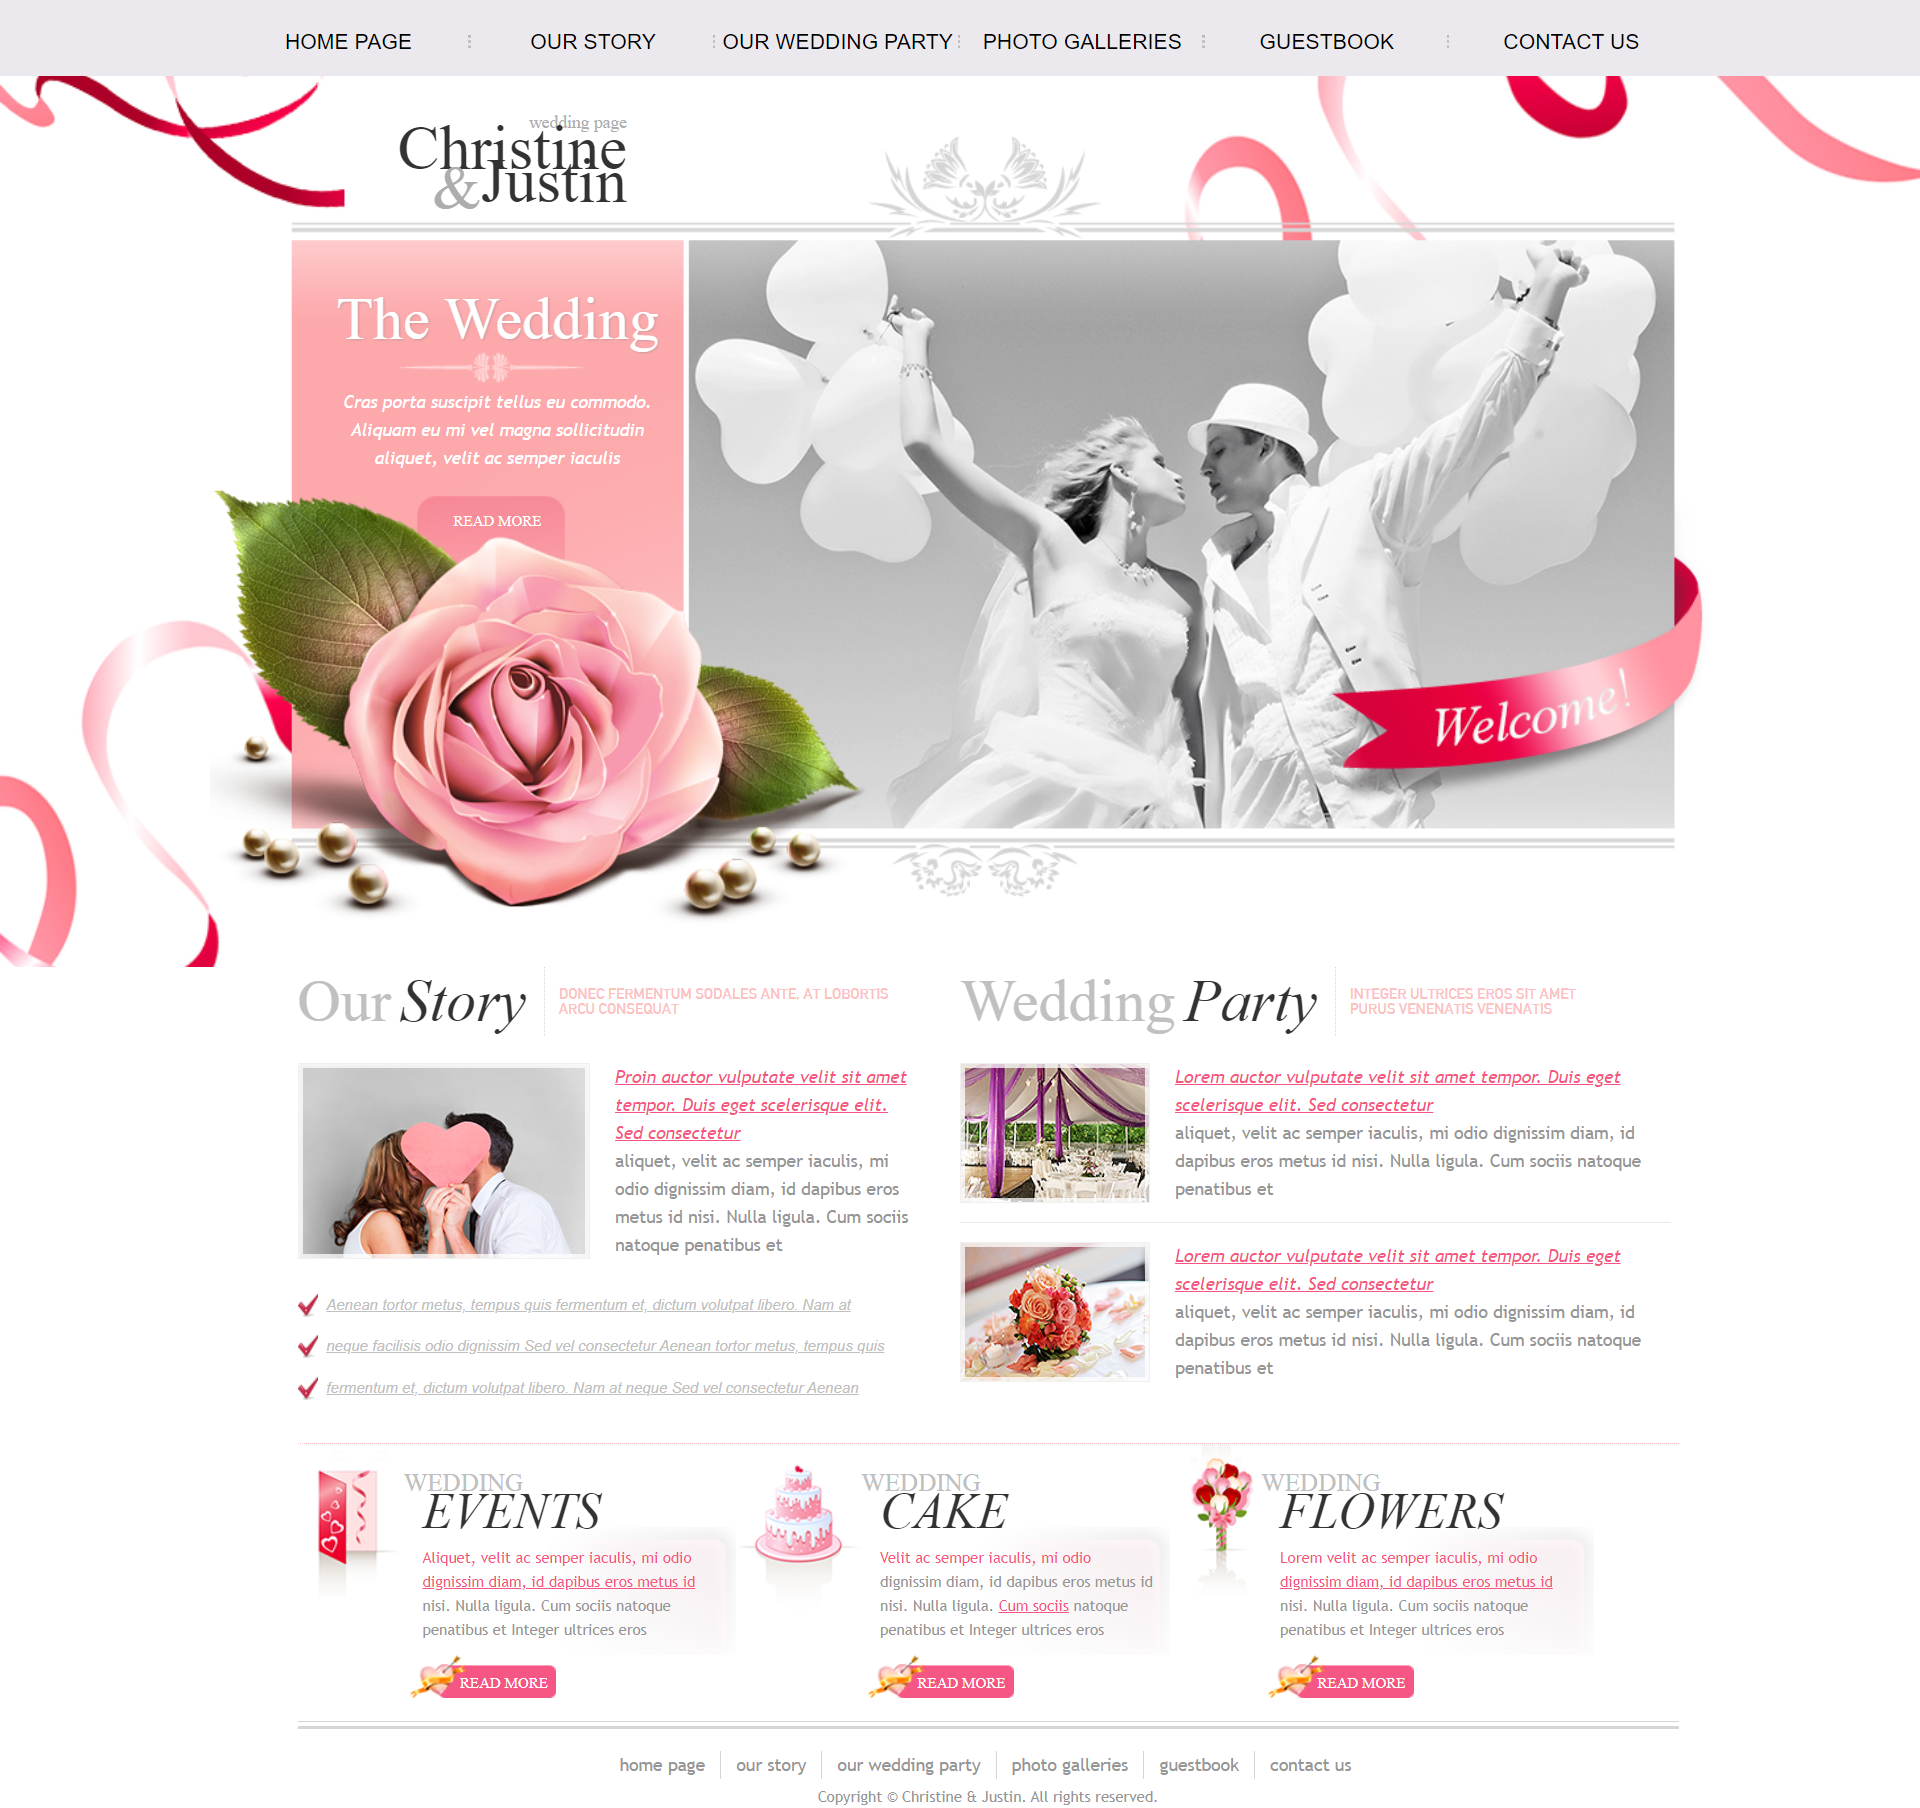 HOME PAGE
OUR STORY
OUR WEDDING PARTY
PHOTO GALLERIES
GUESTBOOK
CONTACT US
wedding page
Christine
&Justin
The Wedding
Cras porta suscipit tellus eu commodo.
Aliquam eu mi vel magna sollicitudin
aliquet, velit ac semper iaculis
READ MORE
Welcome!
Our Story
DONEC FERMENTUM SODALES ANTE, AT LOBORTIS
ARCU CONSEQUAT
Proin auctor vulputate velit sit amet
tempor. Duis eget scelerisque elit.
Sed consectetur
aliquet, velit ac semper iaculis, mi
odio dignissim diam, id dapibus eros
metus id nisi. Nulla ligula. Cum sociis
natoque penatibus et
Aenean tortor metus, tempus quis fermentum et, dictum volutpat libero. Nam at
neque facilisis odio dignissim Sed vel consectetur Aenean tortor metus, tempus quis
fermentum et, dictum volutpat libero. Nam at neque Sed vel consectetur Aenean
Wedding Party
INTEGER ULTRICES EROS SIT AMET
PURUS VENENATIS VENENATIS
Lorem auctor vulputate velit sit amet tempor. Duis eget
scelerisque elit. Sed consectetur
aliquet, velit ac semper iaculis, mi odio dignissim diam, id
dapibus eros metus id nisi. Nulla ligula. Cum sociis natoque
penatibus et
Lorem auctor vulputate velit sit amet tempor. Duis eget
scelerisque elit. Sed consectetur
aliquet, velit ac semper iaculis, mi odio dignissim diam, id
dapibus eros metus id nisi. Nulla ligula. Cum sociis natoque
penatibus et
WEDDING
EVENTS
Aliquet, velit ac semper iaculis, mi odio
dignissim diam, id dapibus eros metus id
nisi. Nulla ligula. Cum sociis natoque
penatibus et Integer ultrices eros
READ MORE
WEDDING
CAKE
Velit ac semper iaculis, mi odio
dignissim diam, id dapibus eros metus id
nisi. Nulla ligula. Cum sociis natoque
penatibus et Integer ultrices eros
READ MORE
WEDDING
FLOWERS
Lorem velit ac semper iaculis, mi odio
dignissim diam, id dapibus eros metus id
nisi. Nulla ligula. Cum sociis natoque
penatibus et Integer ultrices eros
READ MORE
home page
our story
our wedding party
photo galleries
guestbook
contact us
Copyright © Christine & Justin. All rights reserved.